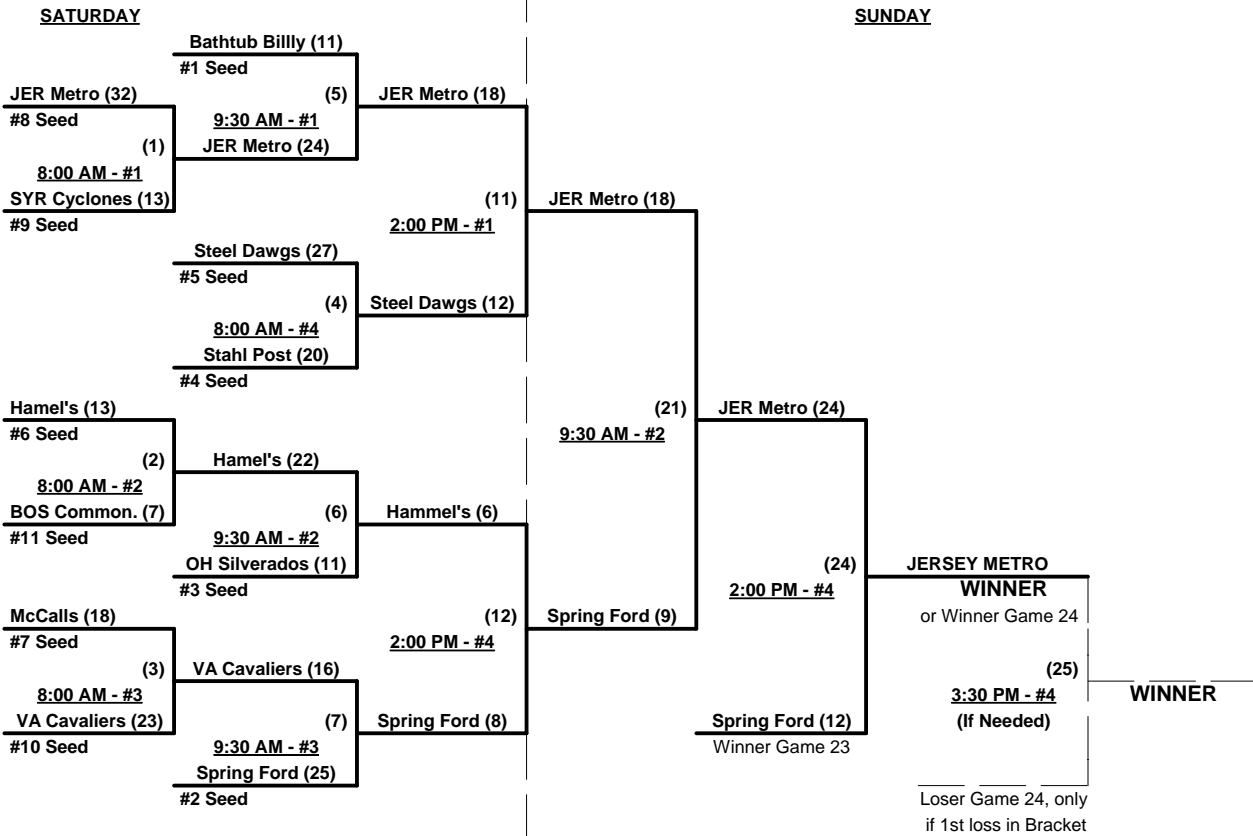 SATURDAY
SUNDAY
Bathtub Billly (11)
#1 Seed
JER Metro (32)
(5)
JER Metro (18)
#8 Seed
9:30 AM - #1
(1)
JER Metro (24)
8:00 AM - #1
SYR Cyclones (13)
(11)
JER Metro (18)
#9 Seed
2:00 PM - #1
Steel Dawgs (27)
#5 Seed
(4)
Steel Dawgs (12)
8:00 AM - #4
Stahl Post (20)
#4 Seed
Hamel's (13)
(21)
JER Metro (24)
#6 Seed
9:30 AM - #2
(2)
Hamel's (22)
8:00 AM - #2
BOS Common. (7)
(6)
Hammel's (6)
#11 Seed
9:30 AM - #2
OH Silverados (11)
(24)
JERSEY METRO
#3 Seed
2:00 PM - #4
WINNER
McCalls (18)
(12)
Spring Ford (9)
or Winner Game 24
#7 Seed
2:00 PM - #4
(3)
VA Cavaliers (16)
(25)
8:00 AM - #3
3:30 PM - #4
WINNER
VA Cavaliers (23)
(7)
Spring Ford (8)
Spring Ford (12)
(If Needed)
#10 Seed
9:30 AM - #3
Winner Game 23
Spring Ford (25)
#2 Seed
Loser Game 24, only
if 1st loss in Bracket